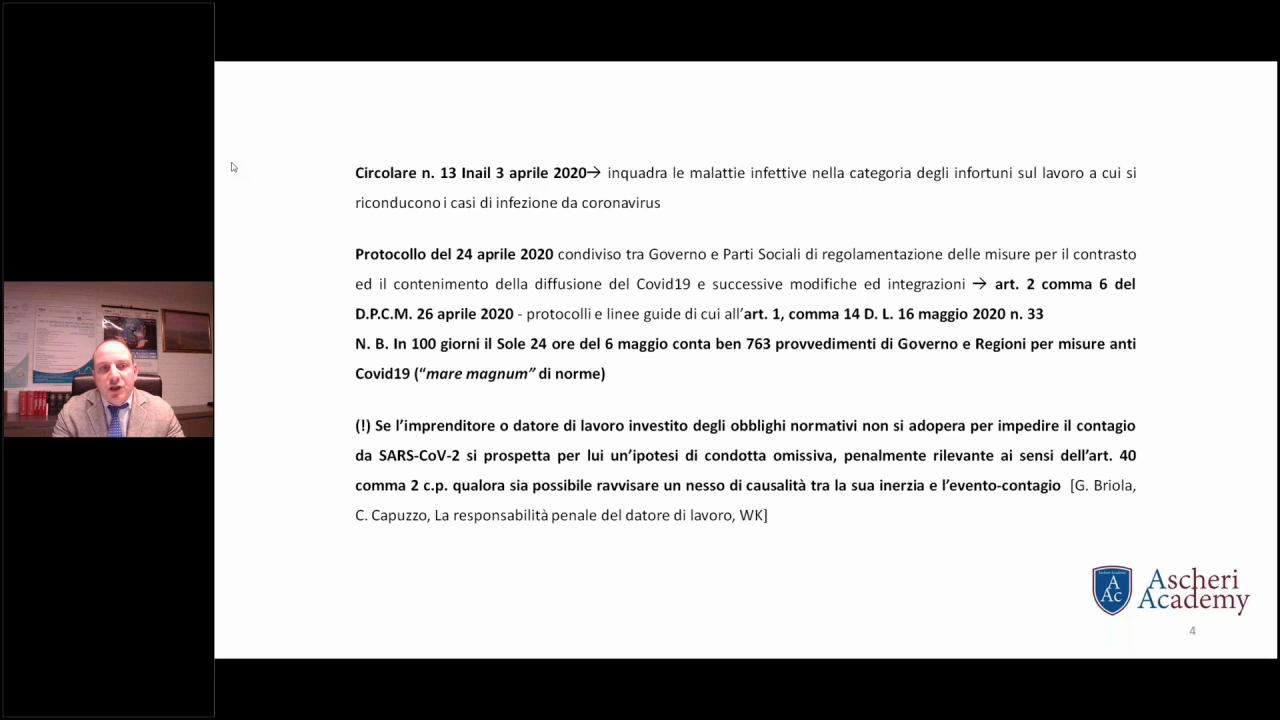 Circolare n. 13 Inail 3 aprile 2020→ inquadra le malattie infettive nella categoria degli infortuni sul lavoro a cui si
riconducono i casi di infezione da coronavirus
Protocollo del 24 aprile 2020 condiviso tra Governo e Parti Sociali di regolamentazione delle misure per il contrasto
ed il contenimento della diffusione del Covid19 e successive modifiche ed integrazioni → art. 2 comma 6 del
D.P.C.M. 26 aprile 2020 - protocolli e linee guide di cui all’art. 1, comma 14 D. L. 16 maggio 2020 n. 33
N. B. In 100 giorni il Sole 24 ore del 6 maggio conta ben 763 provvedimenti di Governo e Regioni per misure anti
Covid19 (“mare magnum” di norme)
(!) Se l’imprenditore o datore di lavoro investito degli obblighi normativi non si adopera per impedire il contagio
da SARS-CoV-2 si prospetta per lui un’ipotesi di condotta omissiva, penalmente rilevante ai sensi dell’art. 40
comma 2 c.p. qualora sia possibile ravvisare un nesso di causalità tra la sua inerzia e l’evento-contagio [G. Briola,
C. Capuzzo, La responsabilità penale del datore di lavoro, WK]
A
Ac
Ascheri
Academy
4